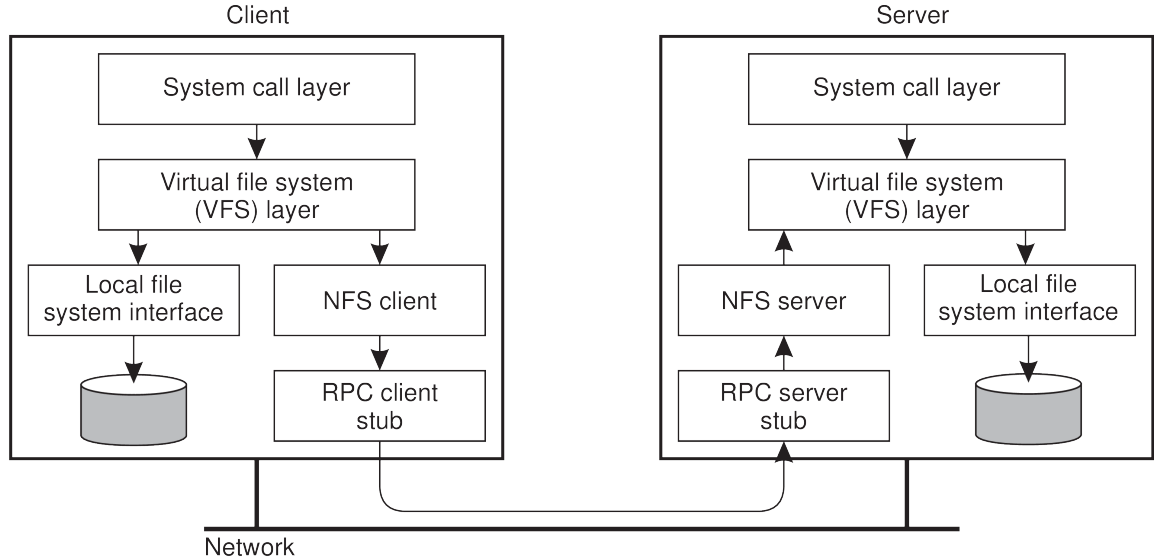 Client
System call layer
Virtual file system
(VFS) layer
Local file
system interface
NFS client
RPC client
stub
Server
System call layer
Virtual file system
(VFS) layer
NFS server
Local file
system interface
RPC server
stub
Network